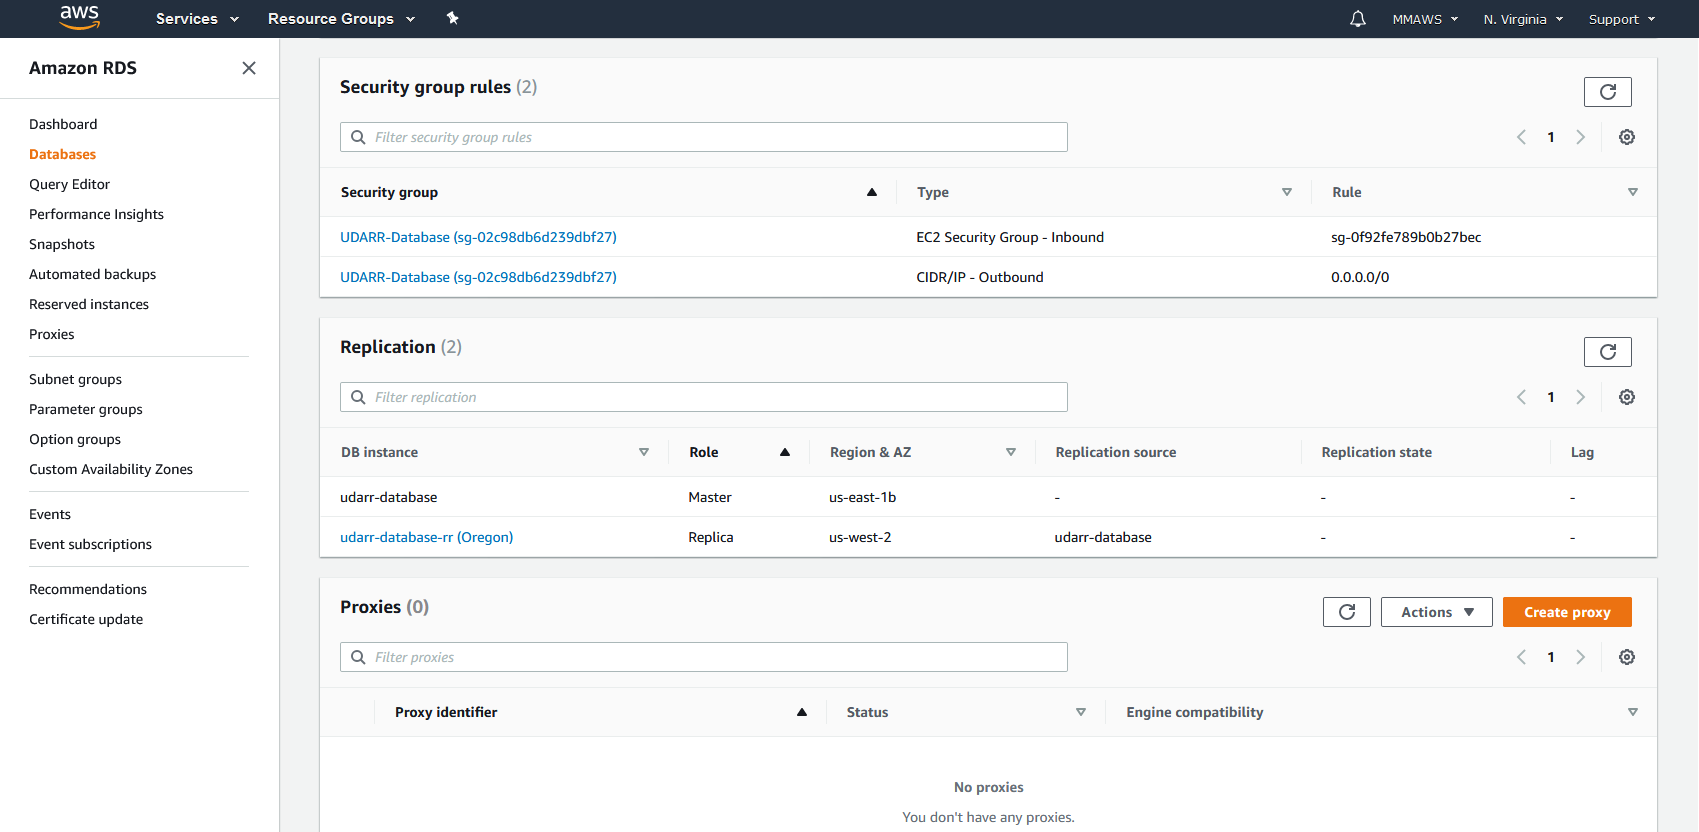 aws Services Resource Groups MMAWS N. Virginia Support
Amazon RDS
Dashboard
Databases
Query Editor
Performance Insights
Snapshots
Automated backups
Reserved instances
Proxies
Subnet groups
Parameter groups
Option groups
Custom Availability Zones
Events
Event subscriptions
Recommendations
Certificate update
Security group rules (2)
Filter security group rules
1
Security group Type Rule
UDARR-Database (sg-02c98db6d239dbf27) EC2 Security Group - Inbound sg-0f92fe789b0b27bec
UDARR-Database (sg-02c98db6d239dbf27) CIDR/IP - Outbound 0.0.0.0/0
Replication (2)
Filter replication
1
DB instance Role Region & AZ Replication source Replication state Lag
udarr-database Master us-east-1b - - -
udarr-database-rr (Oregon) Replica us-west-2 udarr-database - -
Proxies (0)
Actions Create proxy
Filter proxies
1
Proxy identifier Status Engine compatibility
No proxies
You don't have any proxies.